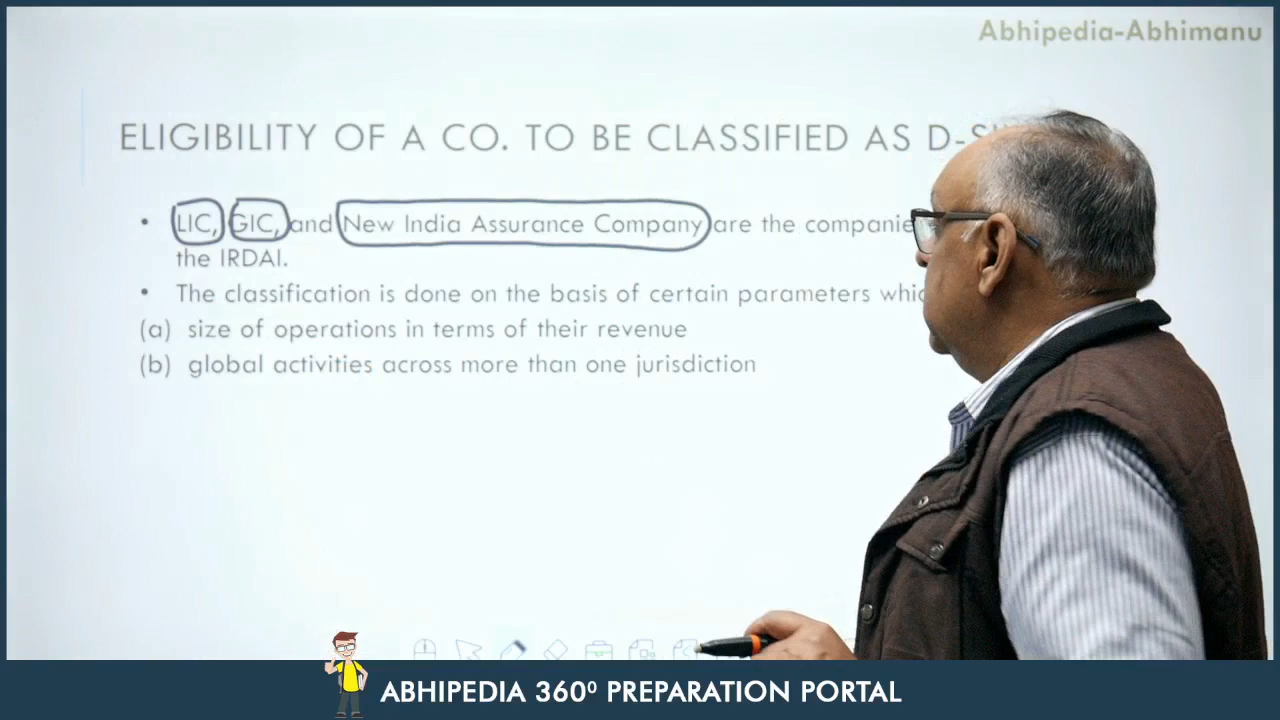 Abhipedia-Abhimanu
ELIGIBILITY OF A CO. TO BE CLASSIFIED AS
• LIC, GIC, and New India Assurance Company are the
the IRDAI.
• The classification is done on the basis of certain parameters
(a) size of operations in terms of their revenue
(b) global activities across more than one jurisdiction
ABHIPEDIA 360⁰ PREPARATION PORTAL